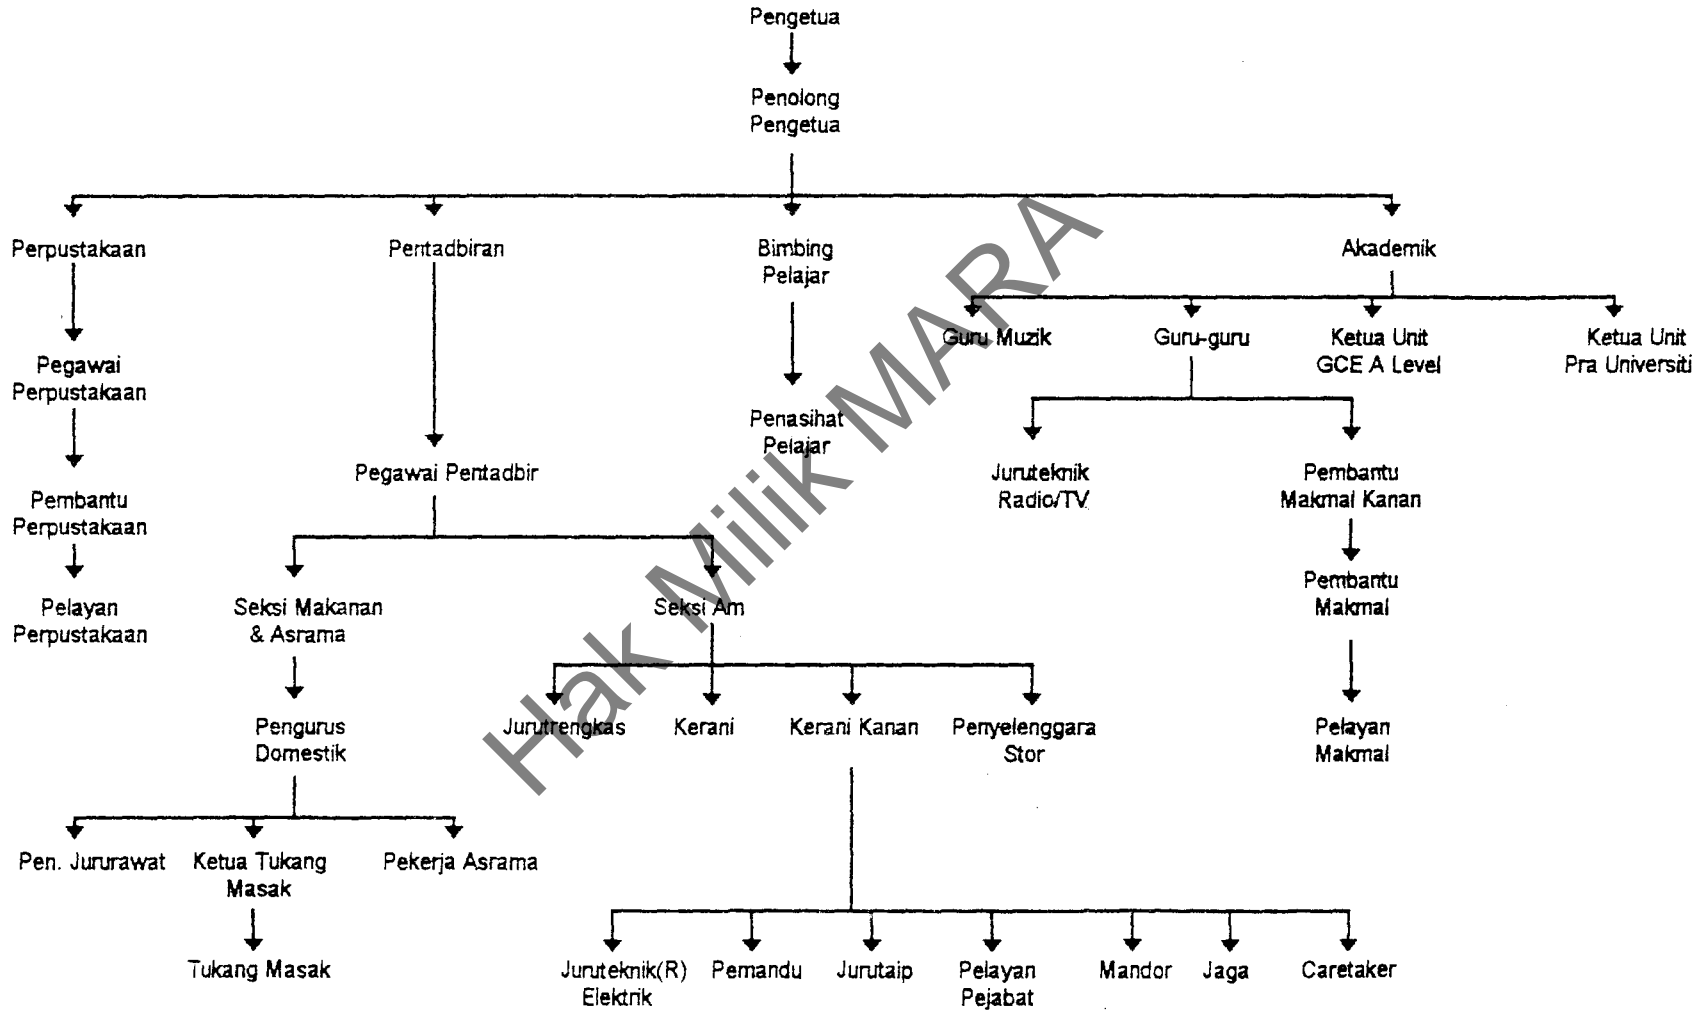 Pengetua
Penolong
Pengetua
Perpustakaan
Pentadbiran
Bimbing
Pelajar
Akademik
Guru Muzik
Guru-guru
Ketua Unit
GCE A Level
Ketua Unit
Pra Universiti
Pegawai
Perpustakaan
Penasihat
Pelajar
Pegawai Pentadbir
Juruteknik
Radio/TV
Pembantu
Makmal Kanan
Pembantu
Perpustakaan
Pembantu
Makmal
Pelayan
Perpustakaan
Seksi Makanan
& Asrama
Seksi Am
Pengurus
Domestik
Jurutrengkas
Kerani
Kerani Kanan
Penyelenggara
Stor
Pelayan
Makmal
Pen. Jururawat
Ketua Tukang
Masak
Pekerja Asrama
Tukang Masak
Juruteknik(R)
Elektrik
Pemandu
Jurutaip
Pelayan
Pejabat
Mandor
Jaga
Caretaker
Hak Milik MARA